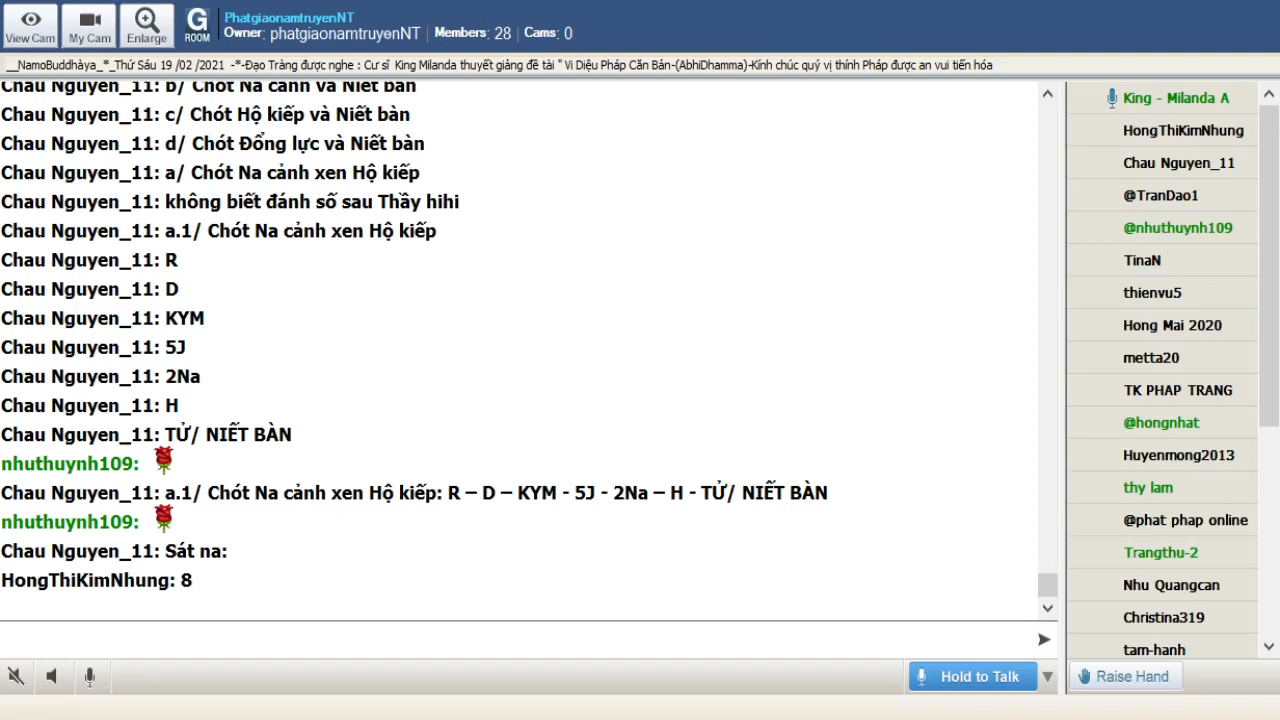 View Cam
My Cam
Enlarge
G
ROOM
PhatgiaonamtruyenNT
Owner: phatgiaonamtruyenNT | Members: 28 | Cams: 0
__NamoBuddhàya_*_Thứ Sáu 19 /02 /2021 -*-Đạo Tràng được nghe : Cư sĩ King Milanda thuyết giảng đề tài " Vi Diệu Pháp Căn Bản-(AbhiDhamma)-Kính chúc quý vị thính Pháp được an vui tiến hóa
Chau Nguyen_11: b/ Chót Na cảnh và Niết bàn
Chau Nguyen_11: c/ Chót Hộ kiếp và Niết bàn
Chau Nguyen_11: d/ Chót Đổng lực và Niết bàn
Chau Nguyen_11: a/ Chót Na cảnh xen Hộ kiếp
Chau Nguyen_11: không biết đánh số sau Thầy hihi
Chau Nguyen_11: a.1/ Chót Na cảnh xen Hộ kiếp
Chau Nguyen_11: R
Chau Nguyen_11: D
Chau Nguyen_11: KYM
Chau Nguyen_11: 5J
Chau Nguyen_11: 2Na
Chau Nguyen_11: H
Chau Nguyen_11: TỬ/ NIẾT BÀN
nhuthuynh109:
Chau Nguyen_11: a.1/ Chót Na cảnh xen Hộ kiếp: R – D – KYM - 5J - 2Na – H - TỬ/ NIẾT BÀN
nhuthuynh109:
Chau Nguyen_11: Sát na:
HongThiKimNhung: 8
King - Milanda A
HongThiKimNhung
Chau Nguyen_11
@TranDao1
@nhuthuynh109
TinaN
thienvu5
Hong Mai 2020
metta20
TK PHAP TRANG
@hongnhat
Huyenmong2013
thy lam
@phat phap online
Trangthu-2
Nhu Quangcan
Christina319
tam-hanh
Hold to Talk
Raise Hand